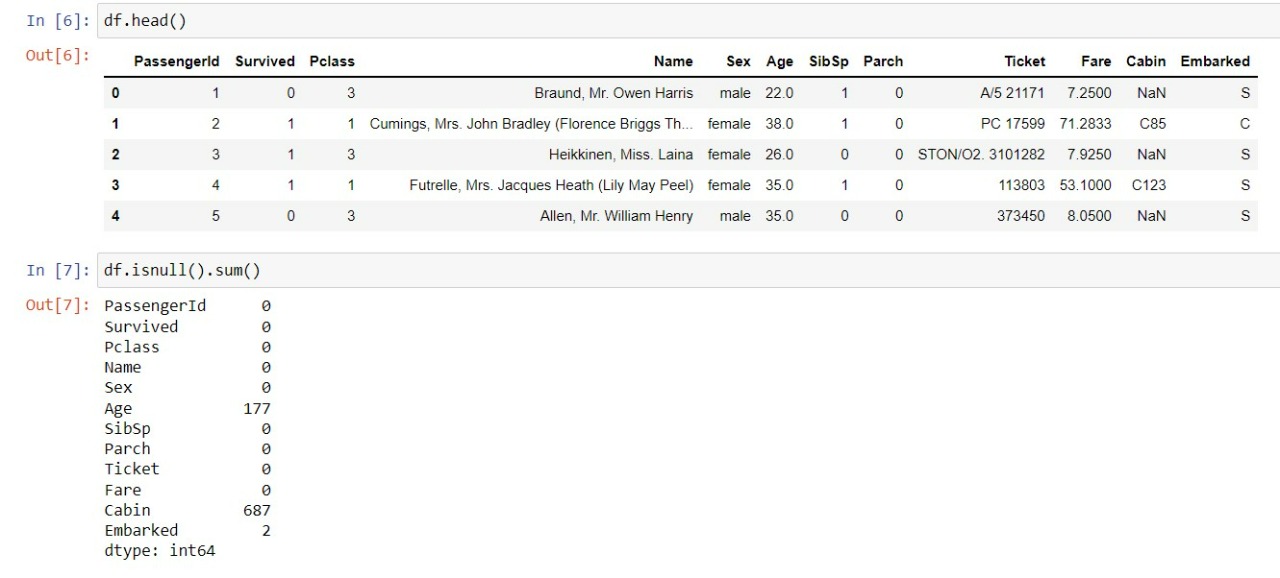 In [6]: df.head()
Out[6]:
PassengerId Survived Pclass Name Sex Age SibSp Parch Ticket Fare Cabin Embarked
0 1 0 3 Braund, Mr. Owen Harris male 22.0 1 0 A/5 21171 7.2500 NaN S
1 2 1 1 Cumings, Mrs. John Bradley (Florence Briggs Th... female 38.0 1 0 PC 17599 71.2833 C85 C
2 3 1 3 Heikkinen, Miss. Laina female 26.0 0 0 STON/O2. 3101282 7.9250 NaN S
3 4 1 1 Futrelle, Mrs. Jacques Heath (Lily May Peel) female 35.0 1 0 113803 53.1000 C123 S
4 5 0 3 Allen, Mr. William Henry male 35.0 0 0 373450 8.0500 NaN S
In [7]: df.isnull().sum()
Out[7]: PassengerId 0
Survived 0
Pclass 0
Name 0
Sex 0
Age 177
SibSp 0
Parch 0
Ticket 0
Fare 0
Cabin 687
Embarked 2
dtype: int64